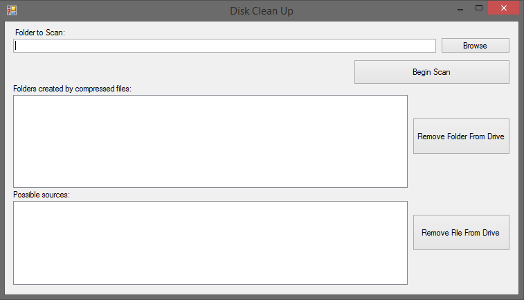 Disk Clean Up
Folder to Scan:
Browse
Begin Scan
Folders created by compressed files:
Remove Folder From Drive
Possible sources:
Remove File From Drive